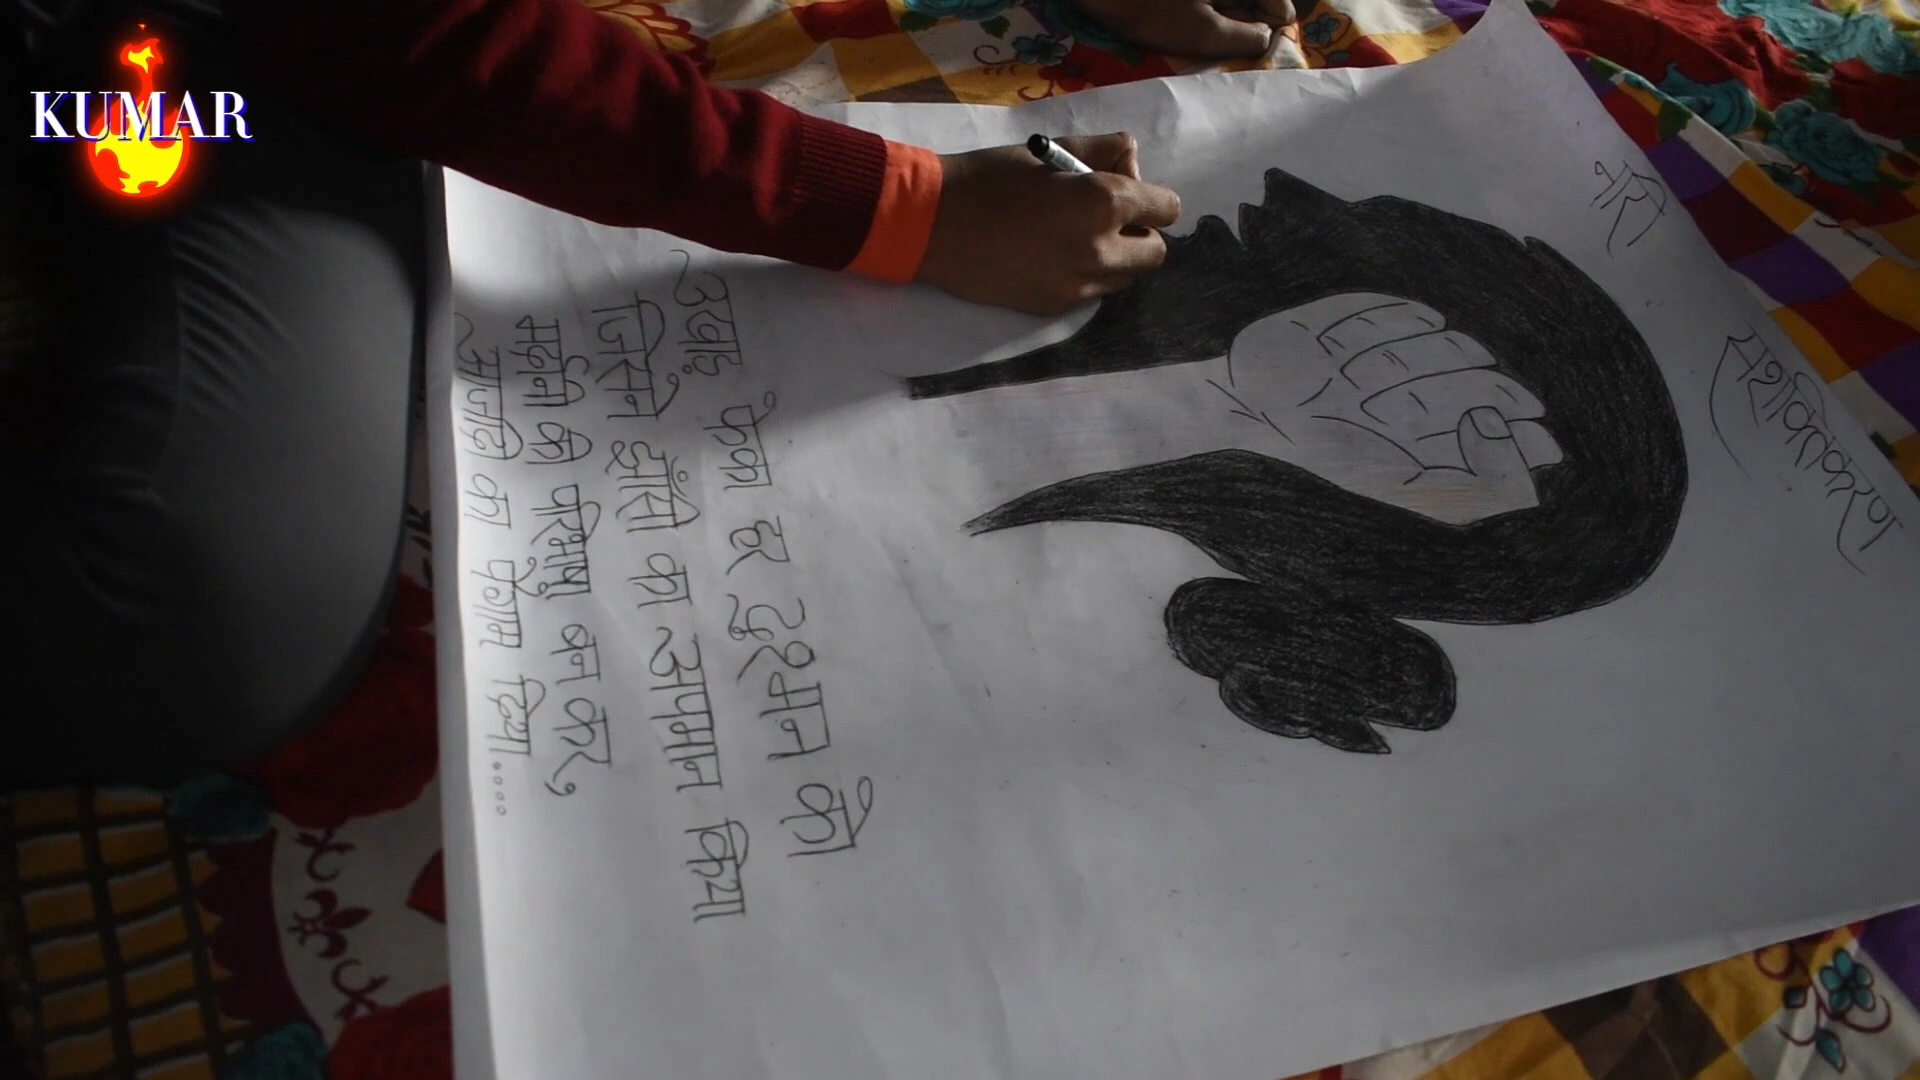 KUMAR
नारी
सशक्तिकरण
उखाड़ फेंक हर दुश्मन को
जिसने झाँसी का अपमान किया
मर्दानी की परिभाषा बन कर,
आजादी का पैगाम दिया....